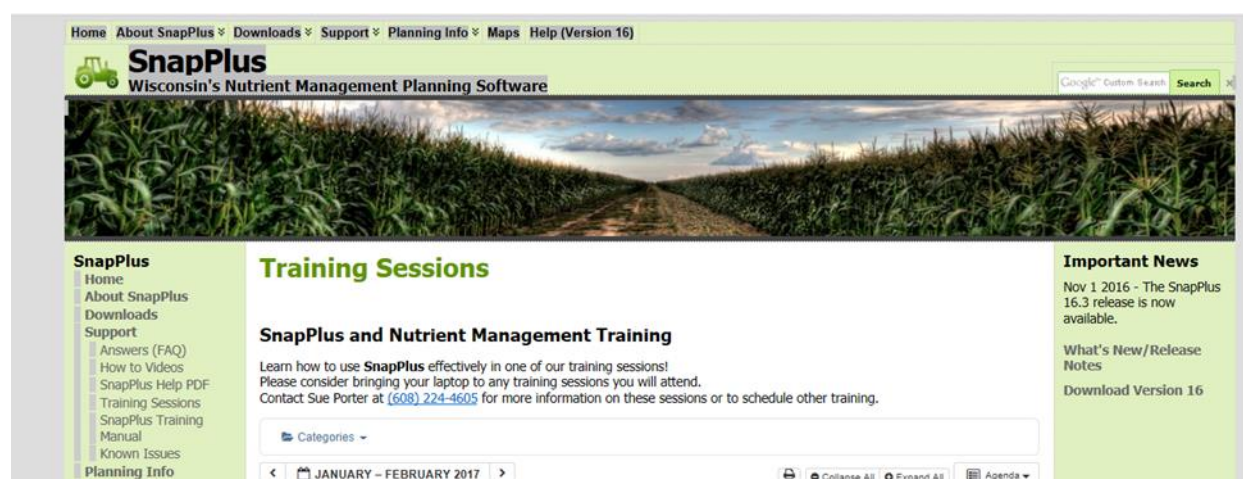 Home About SnapPlus Downloads Support Planning Info Maps Help (Version 16)
SnapPlus
Wisconsin's Nutrient Management Planning Software
Google™ Custom Search Search x
SnapPlus
Home
About SnapPlus
Downloads
Support
Answers (FAQ)
How to Videos
SnapPlus Help PDF
Training Sessions
SnapPlus Training
Manual
Known Issues
Planning Info
Training Sessions
SnapPlus and Nutrient Management Training
Learn how to use SnapPlus effectively in one of our training sessions!
Please consider bringing your laptop to any training sessions you will attend.
Contact Sue Porter at (608) 224-4605 for more information on these sessions or to schedule other training.
Categories
JANUARY – FEBRUARY 2017
Collapse All Expand All Agenda
Important News
Nov 1 2016 - The SnapPlus
16.3 release is now
available.
What's New/Release
Notes
Download Version 16